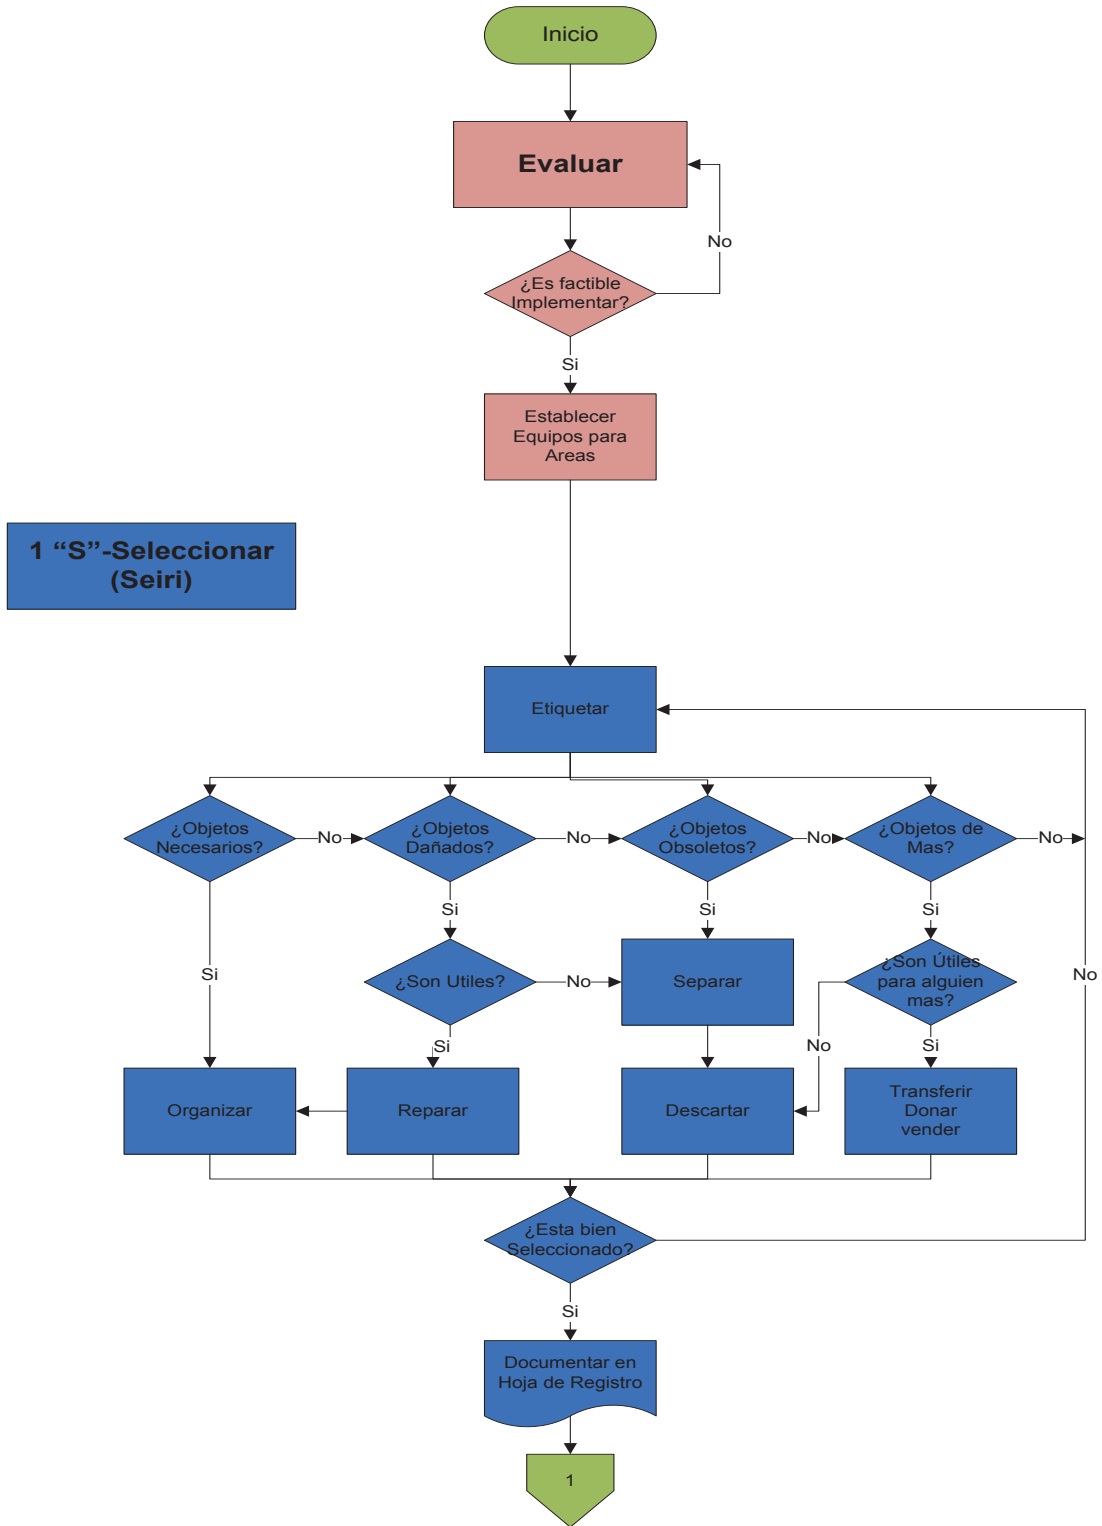 Inicio
Evaluar
No
¿Es factible
Implementar?
Si
Establecer
Equipos para
Areas
1 “S”-Seleccionar
(Seiri)
Etiquetar
¿Objetos
Necesarios?
No
¿Objetos
Dañados?
No
¿Objetos
Obsoletos?
No
¿Objetos de
Mas?
No
Si
Si
Si
Si
¿Son Utiles?
No
Separar
¿Son Útiles
para alguien
mas?
No
Si
No
Si
Organizar
Reparar
Descartar
Transferir
Donar
vender
¿Esta bien
Seleccionado?
Si
Documentar en
Hoja de Registro
1